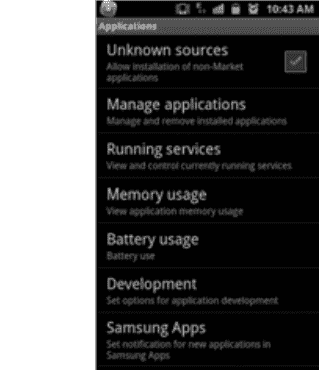 10:43 AM
Applications
Unknown sources
Allow installation of non-Market
applications
Manage applications
Manage and remove installed applications
Running services
View and control currently running services
Memory usage
View application memory usage
Battery usage
Battery use
Development
Set options for application development
Samsung Apps
Set notification for new applications in
Samsung Apps